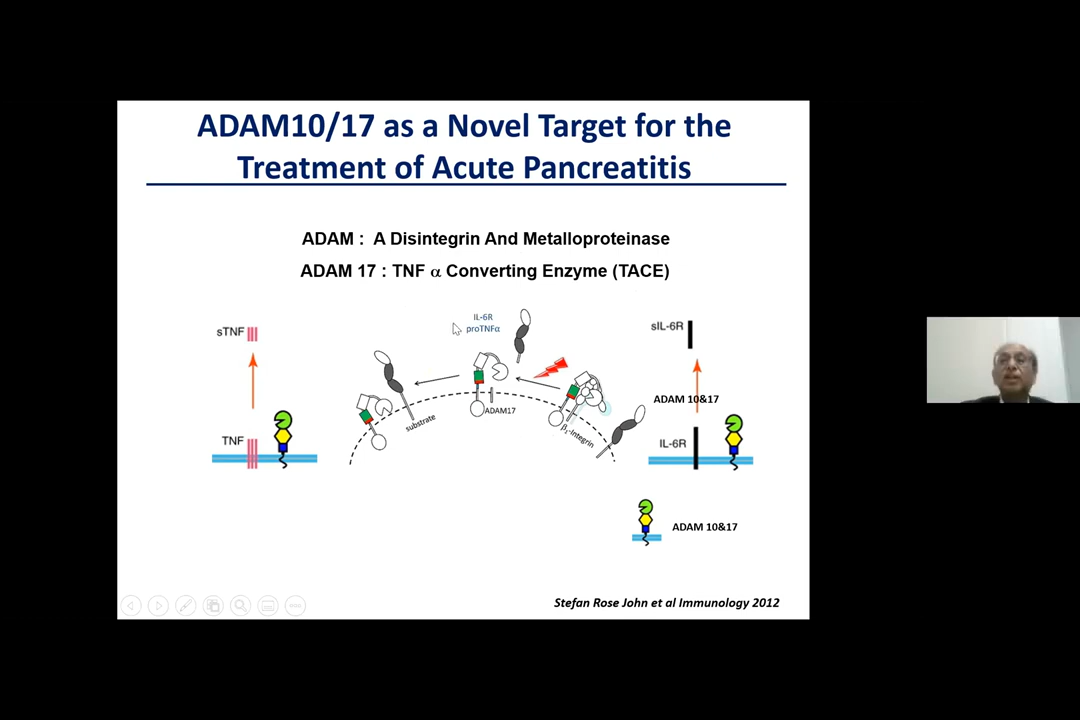 ADAM10/17 as a Novel Target for the
Treatment of Acute Pancreatitis
ADAM : A Disintegrin And Metalloproteinase
ADAM 17 : TNF α Converting Enzyme (TACE)
IL-6R
proTNFα
sTNF
sIL-6R
ADAM 10&17
ADAM17
substrate
β1-Integrin
TNF
IL-6R
ADAM 10&17
Stefan Rose John et al Immunology 2012